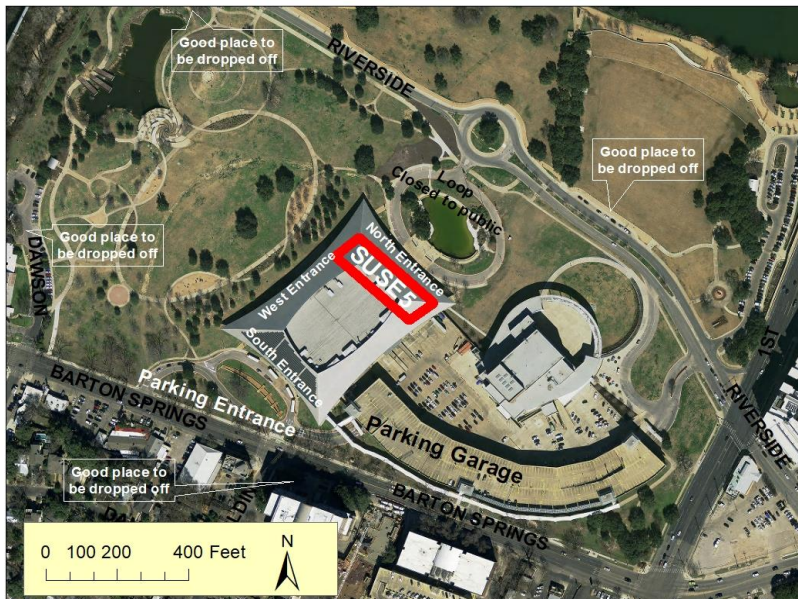 Good place to
be dropped off
RIVERSIDE
Good place to
be dropped off
Loop
Closed to public
Good place to
be dropped off
DAWSON
North Entrance
SUSE5
West Entrance
South Entrance
1ST
Parking Entrance
BARTON SPRINGS
RIVERSIDE
Parking Garage
Good place to
be dropped off
BARTON SPRINGS
0 100 200 400 Feet
N